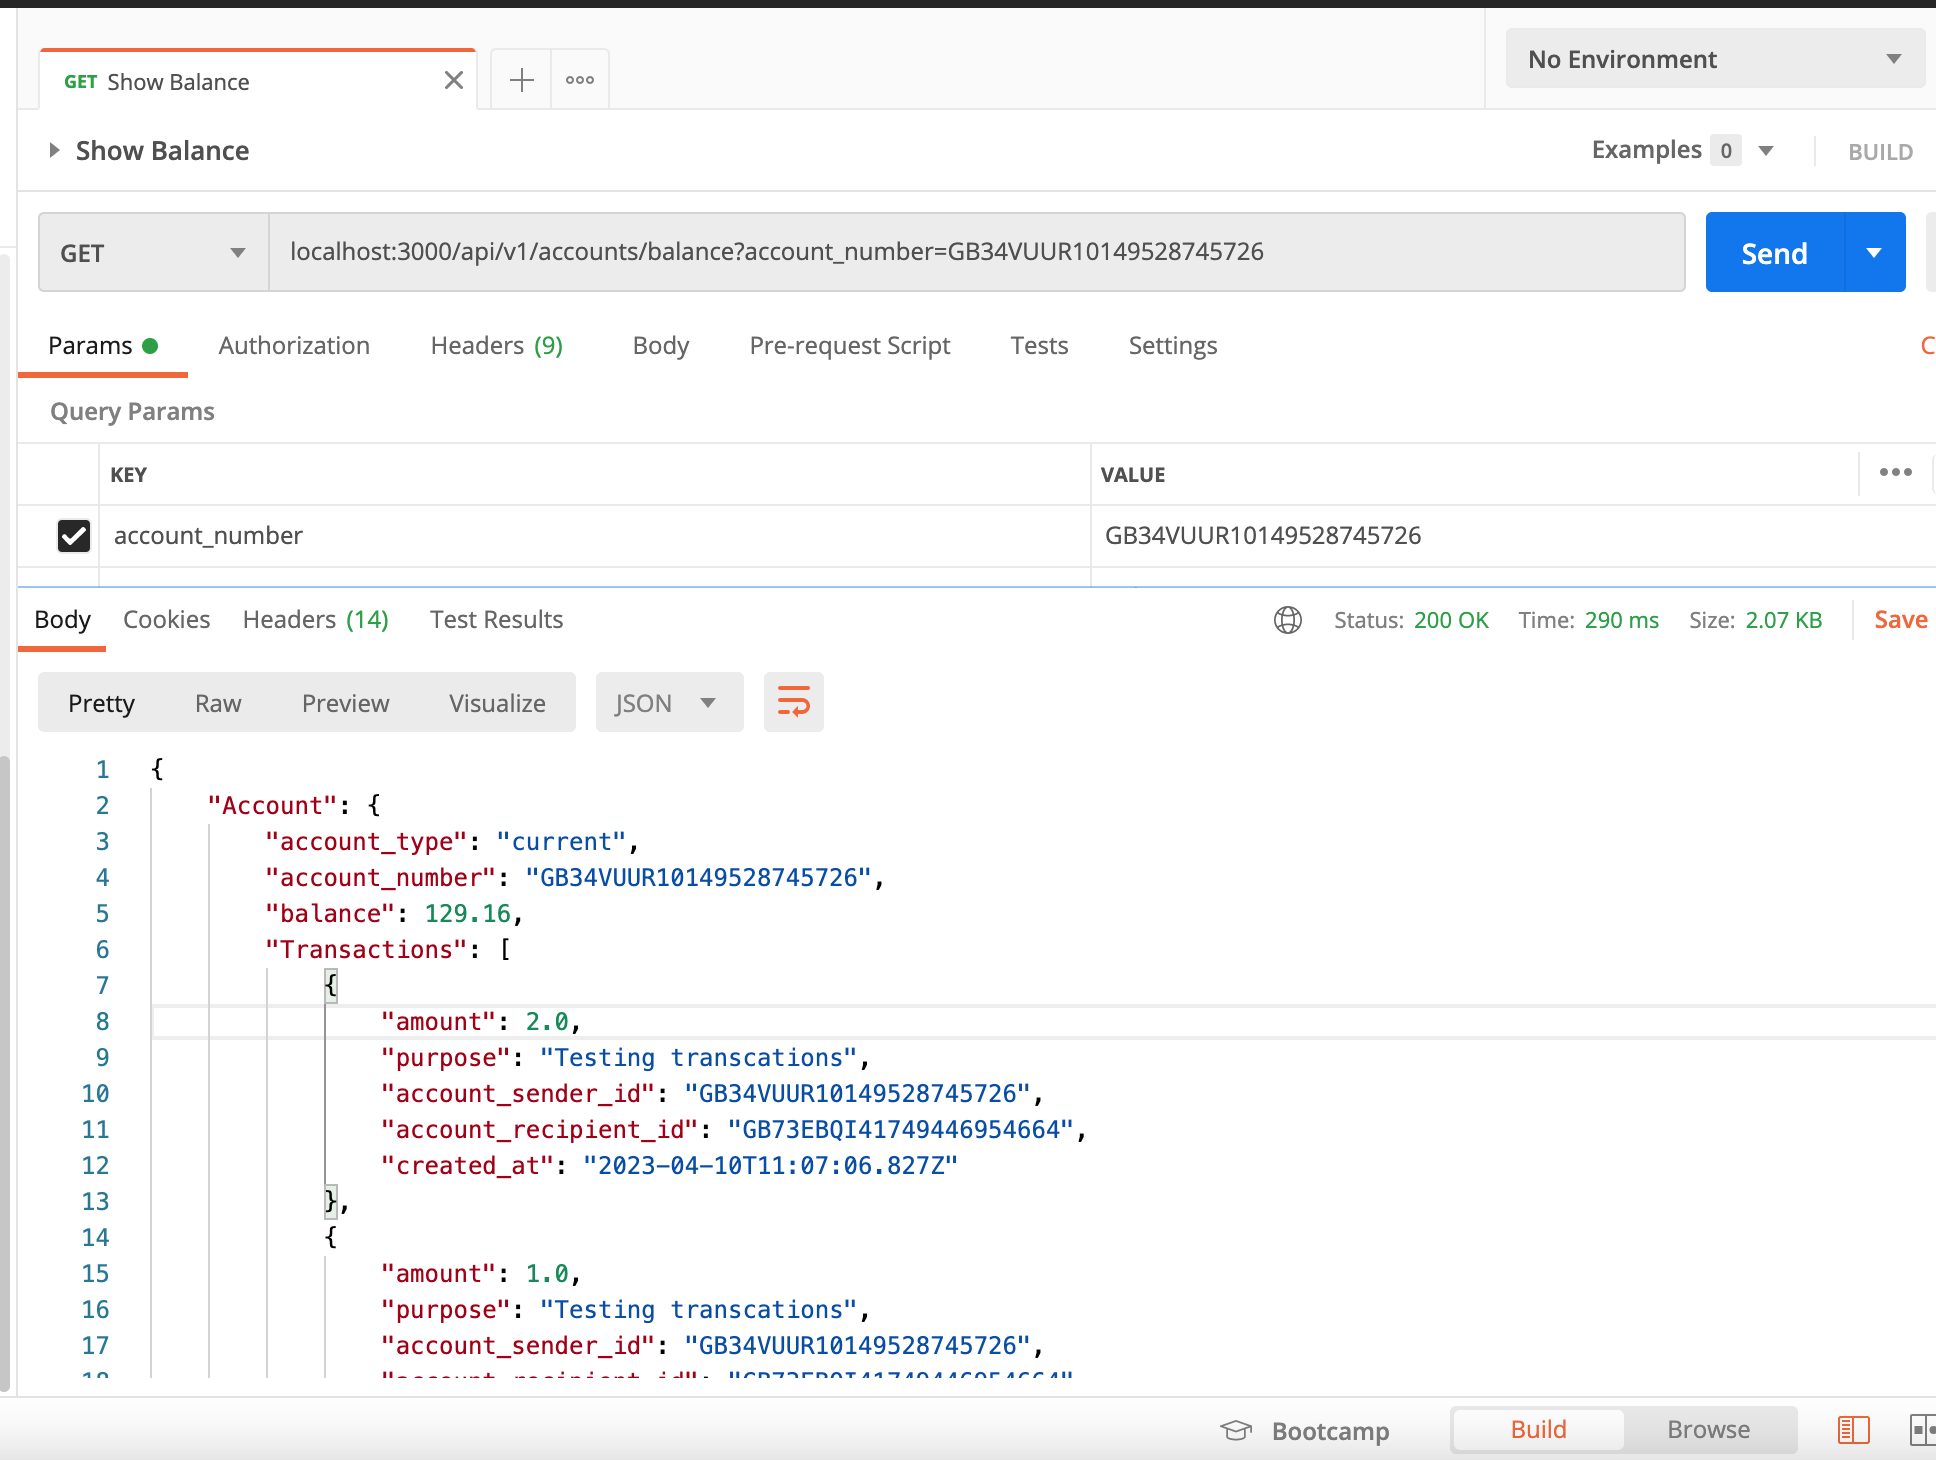 GET Show Balance
No Environment
Show Balance
Examples 0
BUILD
GET
localhost:3000/api/v1/accounts/balance?account_number=GB34VUUR10149528745726
Send
Params
Authorization
Headers (9)
Body
Pre-request Script
Tests
Settings
Query Params
KEY
VALUE
account_number
GB34VUUR10149528745726
Body
Cookies
Headers (14)
Test Results
Status: 200 OK
Time: 290 ms
Size: 2.07 KB
Save
Pretty
Raw
Preview
Visualize
JSON
1 {
2 "Account": {
3 "account_type": "current",
4 "account_number": "GB34VUUR10149528745726",
5 "balance": 129.16,
6 "Transactions": [
7 {
8 "amount": 2.0,
9 "purpose": "Testing transcations",
10 "account_sender_id": "GB34VUUR10149528745726",
11 "account_recipient_id": "GB73EBQI41749446954664",
12 "created_at": "2023-04-10T11:07:06.827Z"
13 },
14 {
15 "amount": 1.0,
16 "purpose": "Testing transcations",
17 "account_sender_id": "GB34VUUR10149528745726",
18 "account_recipient_id": "GB73EBQI41749446954664"
Bootcamp
Build
Browse